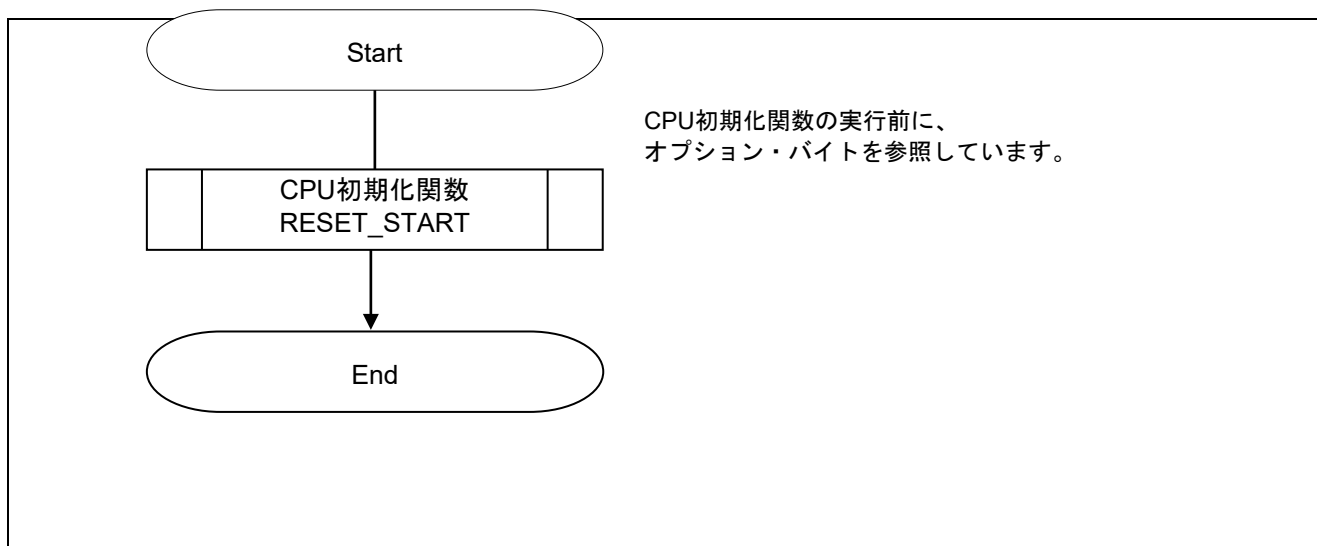 Start
CPU初期化関数の実行前に、
オプション・バイトを参照しています。
CPU初期化関数
RESET_START
End